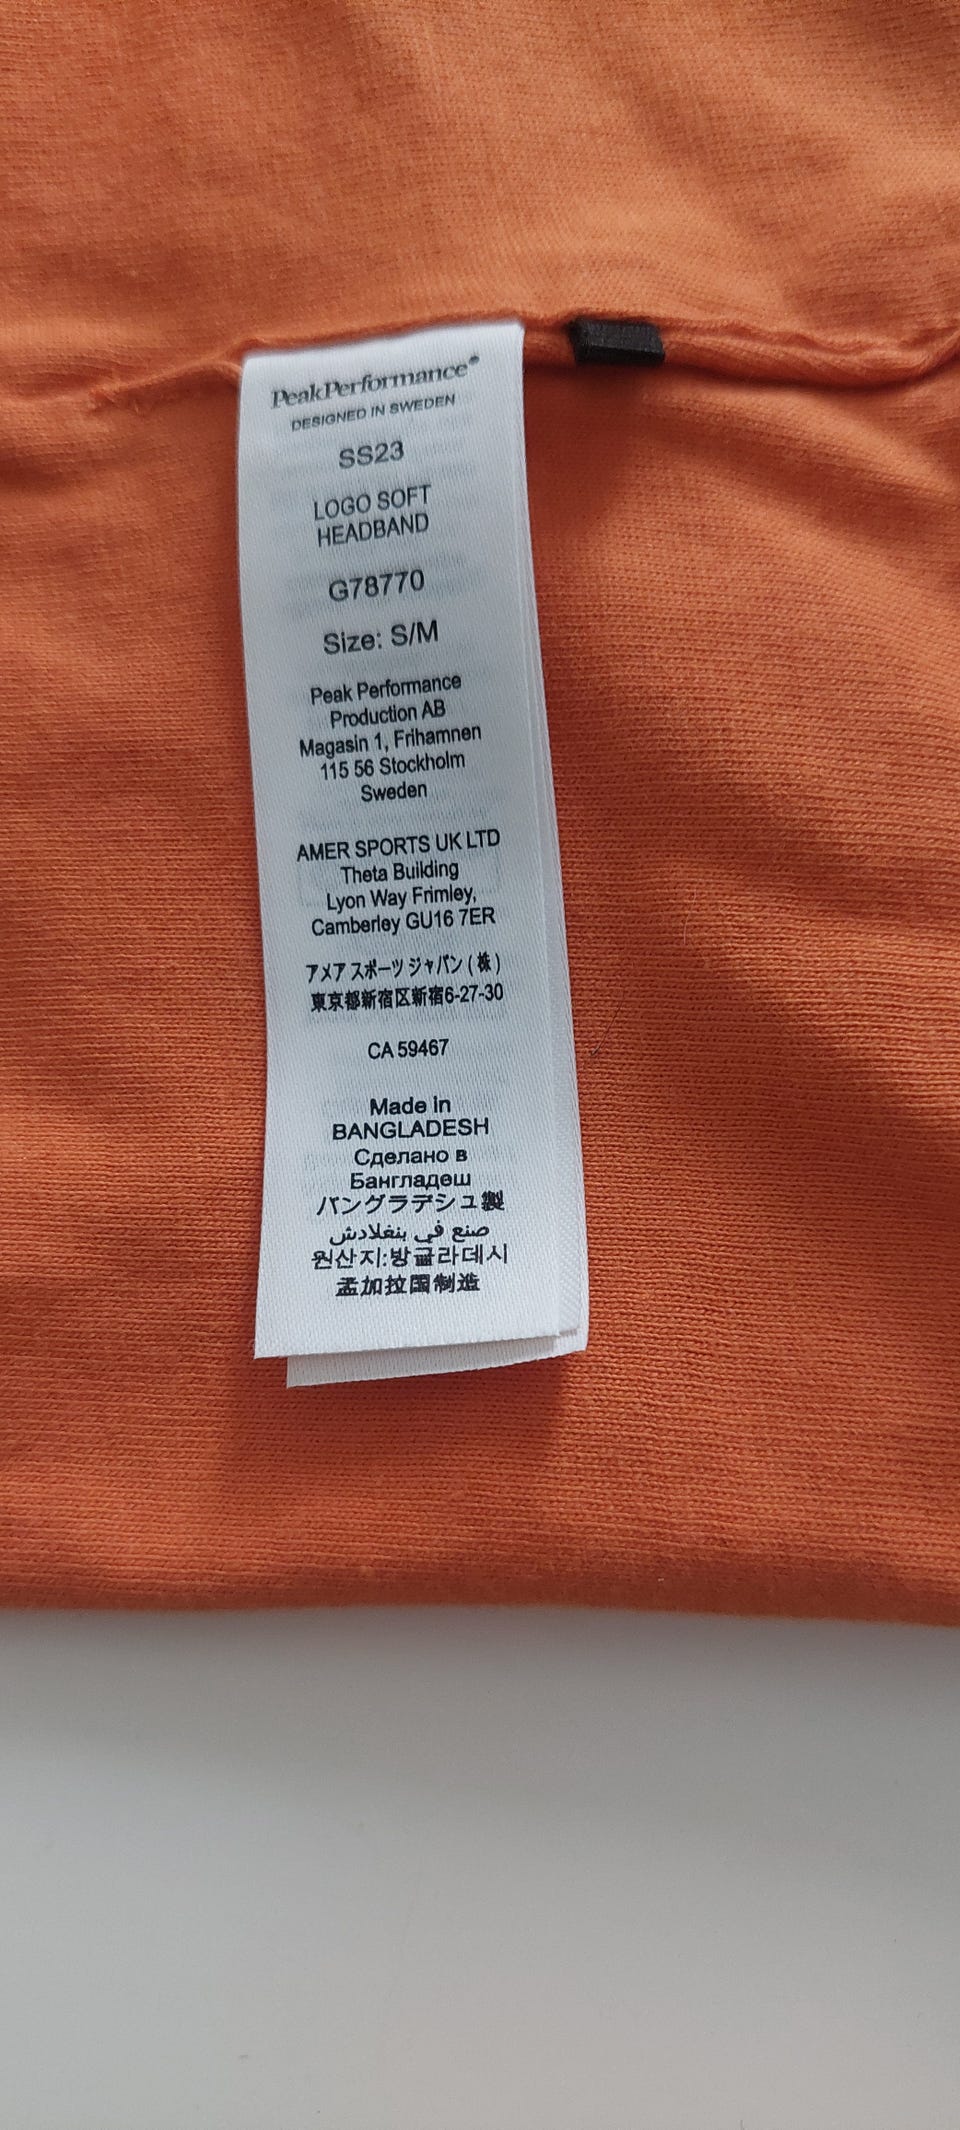 PeakPerformance®
DESIGNED IN SWEDEN
SS23
LOGO SOFT
HEADBAND
G78770
Size: S/M
Peak Performance
Production AB
Magasin 1, Frihamnen
115 56 Stockholm
Sweden
AMER SPORTS UK LTD
Theta Building
Lyon Way Frimley,
Camberley GU16 7ER
アメア スポーツ ジャパン ( 株 )
東京都新宿区新宿6-27-30
CA 59467
Made in
BANGLADESH
Сделано в
Бангладеш
バングラデシュ製
صنع في بنغلادش
원산지:방글라데시
孟加拉国制造